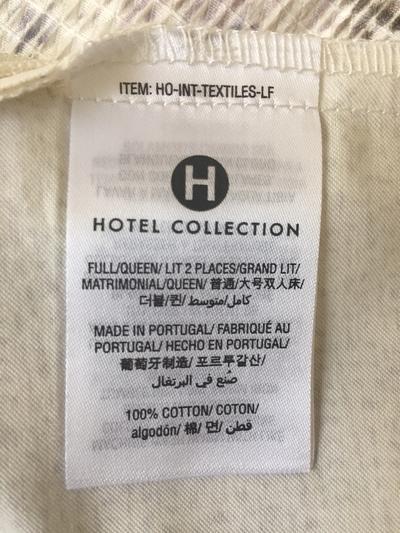 ITEM: HO-INT-TEXTILES-LF
H
HOTEL COLLECTION
FULL/QUEEN/ LIT 2 PLACES/GRAND LIT/
MATRIMONIAL/QUEEN/ 普通/大号双人床/
더블/퀸/ كامل/متوسط/
MADE IN PORTUGAL/ FABRIQUÉ AU
PORTUGAL/ HECHO EN PORTUGAL/
葡萄牙制造/ 포르투갈산/
صُنع في البرتغال/
100% COTTON/ COTON/
algodón/ 棉/ 면/ قطن/